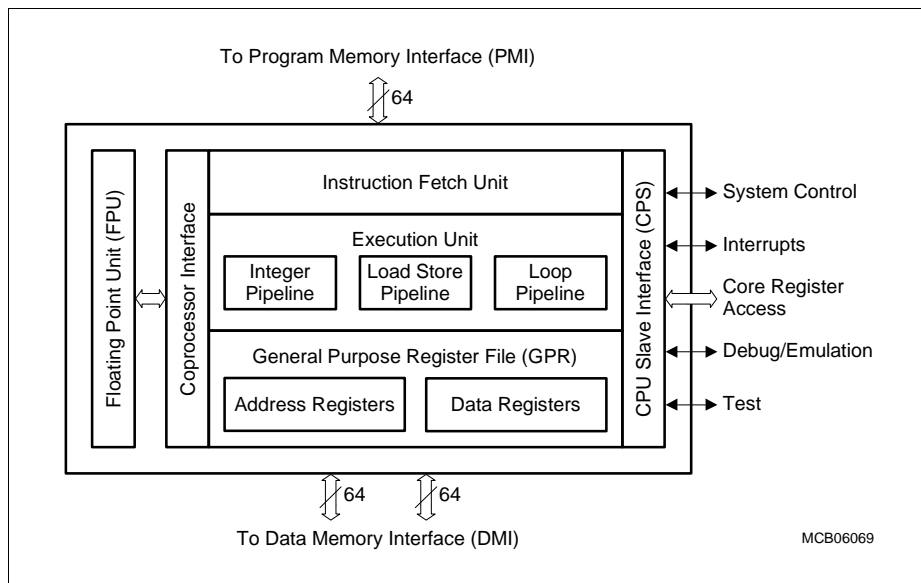 To Program Memory Interface (PMI)
64
Floating Point Unit (FPU)
Coprocessor Interface
Instruction Fetch Unit
Execution Unit
Integer
Pipeline
Load Store
Pipeline
Loop
Pipeline
General Purpose Register File (GPR)
Address Registers
Data Registers
CPU Slave Interface (CPS)
System Control
Interrupts
Core Register
Access
Debug/Emulation
Test
64
64
To Data Memory Interface (DMI)
MCB06069